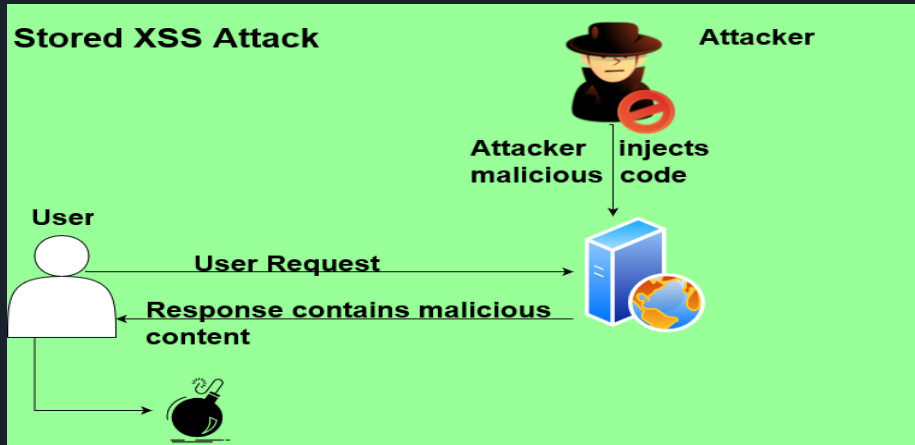 Stored XSS Attack
Attacker
Attacker injects
malicious code
User
User Request
Response contains malicious
content